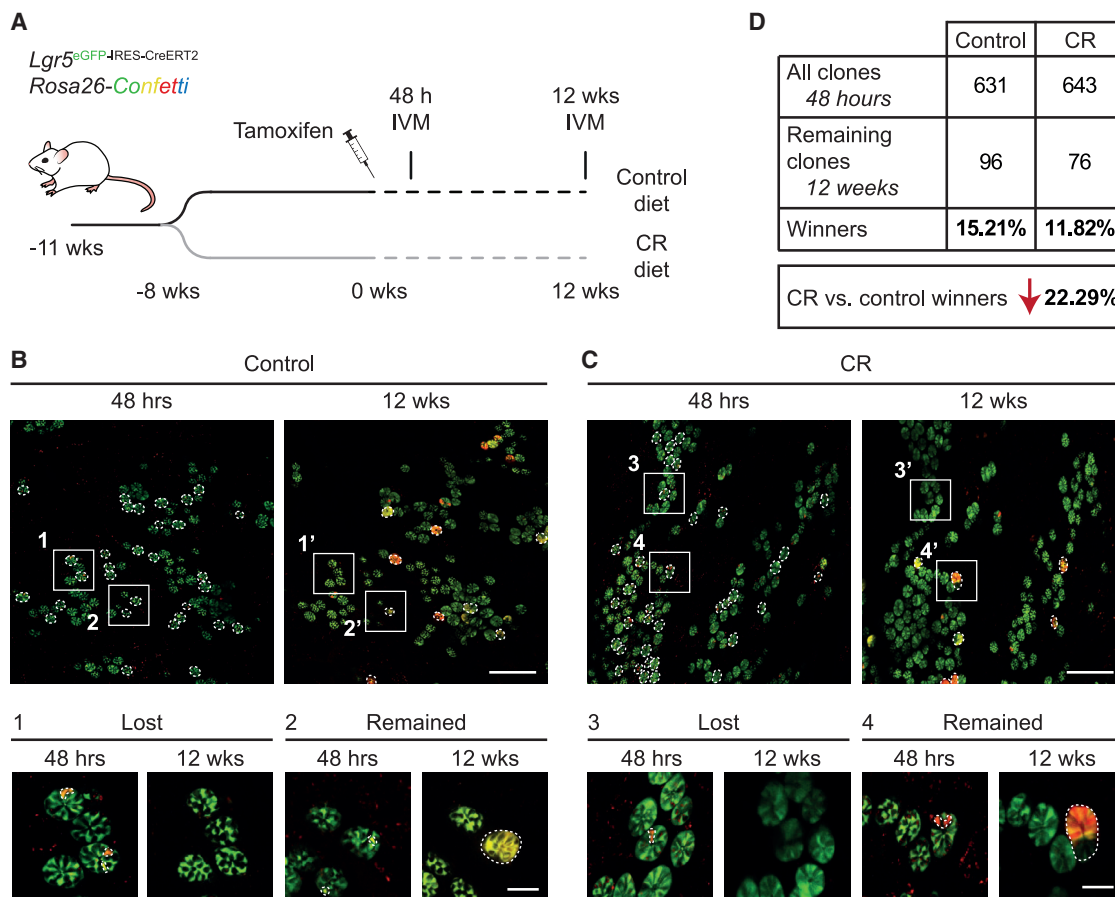 A
Lgr5eGFP-IRES-CreERT2
Rosa26-Confetti
Tamoxifen
48 h
IVM
12 wks
IVM
Control
diet
CR
diet
-11 wks
-8 wks
0 wks
12 wks
D
Control CR
All clones
48 hours
631 643
Remaining
clones
12 weeks
96 76
Winners 15.21% 11.82%
CR vs. control winners 22.29%
B
Control
48 hrs 12 wks
1
2
1'
2'
C
CR
48 hrs 12 wks
3
4
3'
4'
1 Lost
48 hrs 12 wks
2 Remained
48 hrs 12 wks
3 Lost
48 hrs 12 wks
4 Remained
48 hrs 12 wks